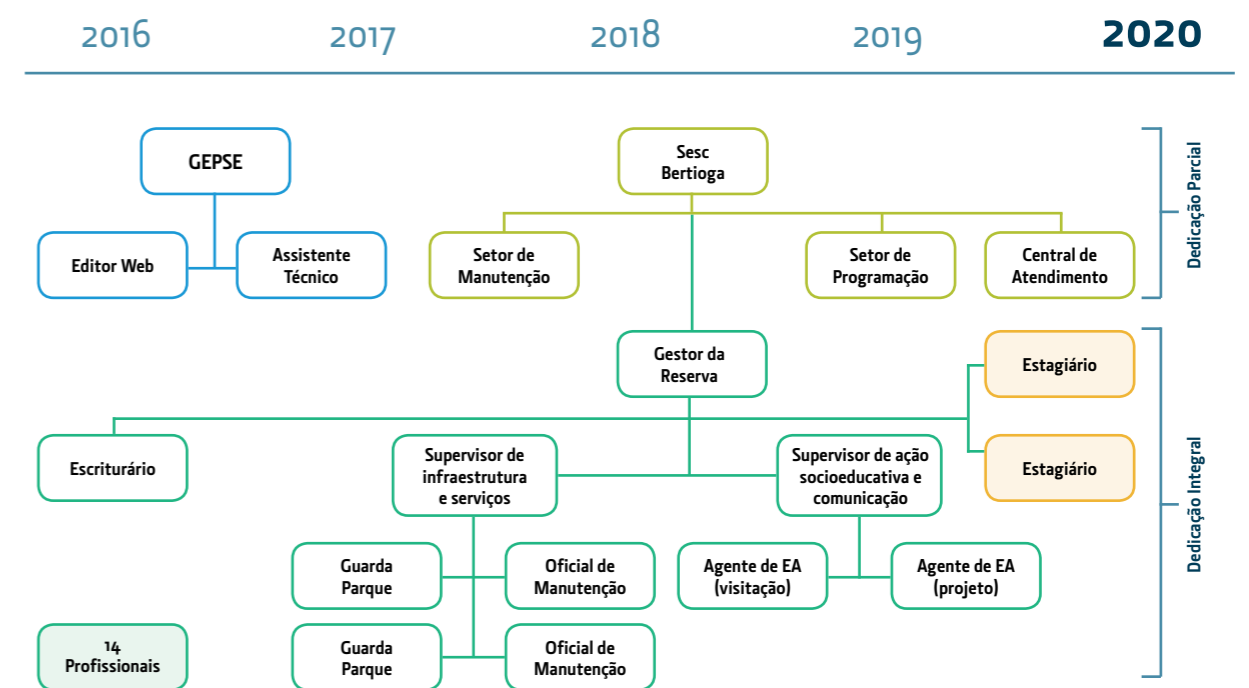 2016
2017
2018
2019
2020
GEPSE
Sesc
Bertioga
Editor Web
Assistente
Técnico
Setor de
Manutenção
Setor de
Programação
Central de
Atendimento
Dedicação Parcial
Gestor da
Reserva
Estagiário
Escriturário
Supervisor de
infraestrutura
e serviços
Supervisor de ação
socioeducativa e
comunicação
Estagiário
Dedicação Integral
Guarda
Parque
Oficial de
Manutenção
Agente de EA
(visitação)
Agente de EA
(projeto)
14
Profissionais
Guarda
Parque
Oficial de
Manutenção